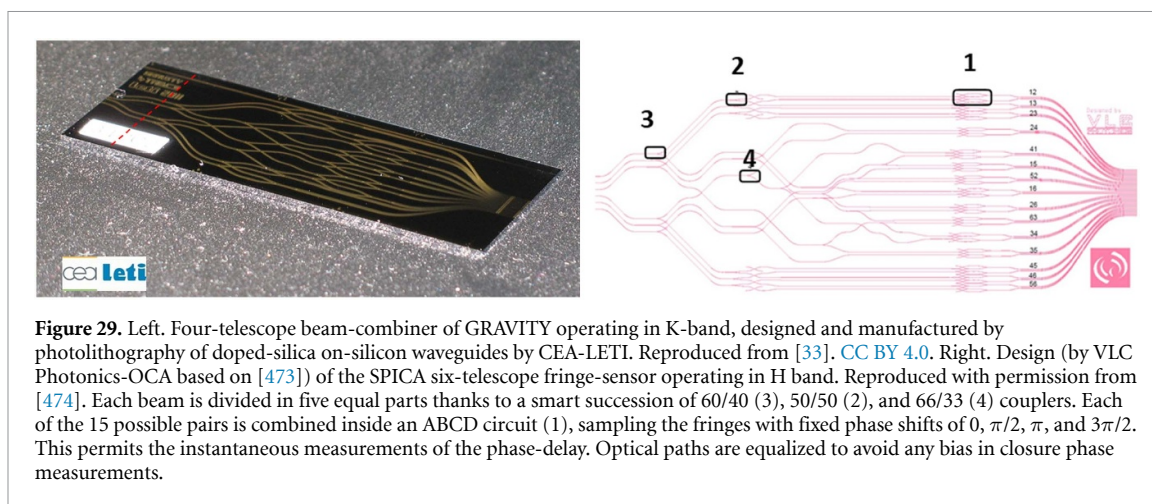 cea leti
3
2
1
4
12
13
23
24
41
15
52
16
26
63
34
35
45
46
56
Figure 29. Left. Four-telescope beam-combiner of GRAVITY operating in K-band, designed and manufactured by
photolithography of doped-silica on-silicon waveguides by CEA-LETI. Reproduced from [33]. CC BY 4.0. Right. Design (by VLC
Photonics-OCA based on [473]) of the SPICA six-telescope fringe-sensor operating in H band. Reproduced with permission from
[474]. Each beam is divided in five equal parts thanks to a smart succession of 60/40 (3), 50/50 (2), and 66/33 (4) couplers. Each
of the 15 possible pairs is combined inside an ABCD circuit (1), sampling the fringes with fixed phase shifts of 0, π/2, π, and 3π/2.
This permits the instantaneous measurements of the phase-delay. Optical paths are equalized to avoid any bias in closure phase
measurements.